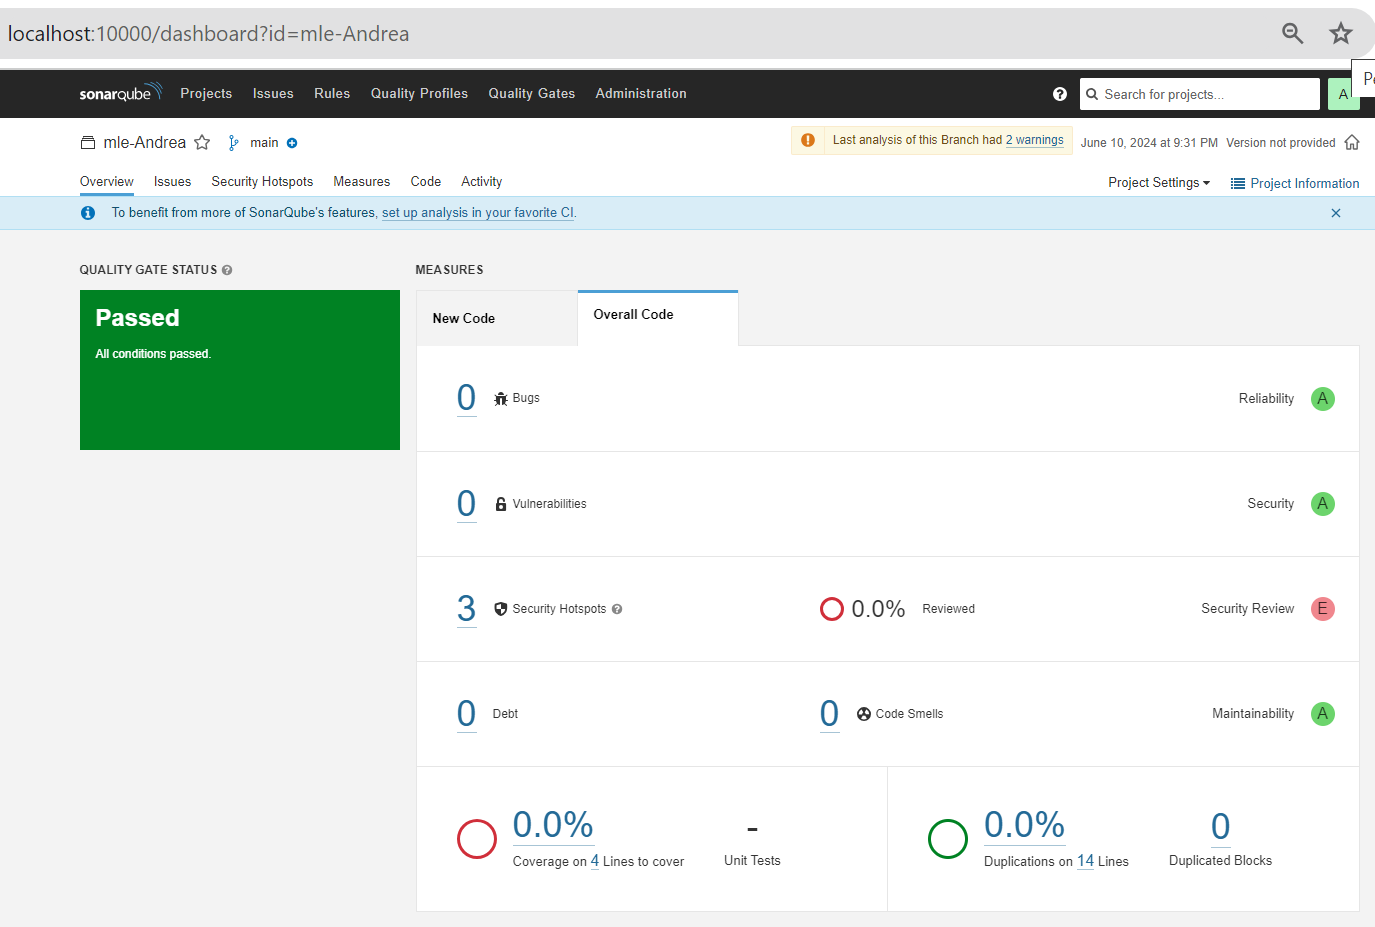 localhost:10000/dashboard?id=mle-Andrea
sonarqube Projects Issues Rules Quality Profiles Quality Gates Administration Search for projects... A
mle-Andrea main Last analysis of this Branch had 2 warnings June 10, 2024 at 9:31 PM Version not provided
Overview Issues Security Hotspots Measures Code Activity Project Settings Project Information
To benefit from more of SonarQube's features, set up analysis in your favorite CI.
QUALITY GATE STATUS
Passed
All conditions passed.
MEASURES
New Code Overall Code
0 Bugs Reliability A
0 Vulnerabilities Security A
3 Security Hotspots 0.0% Reviewed Security Review E
0 Debt 0 Code Smells Maintainability A
0.0% - 0.0% 0
Coverage on 4 Lines to cover Unit Tests Duplications on 14 Lines Duplicated Blocks